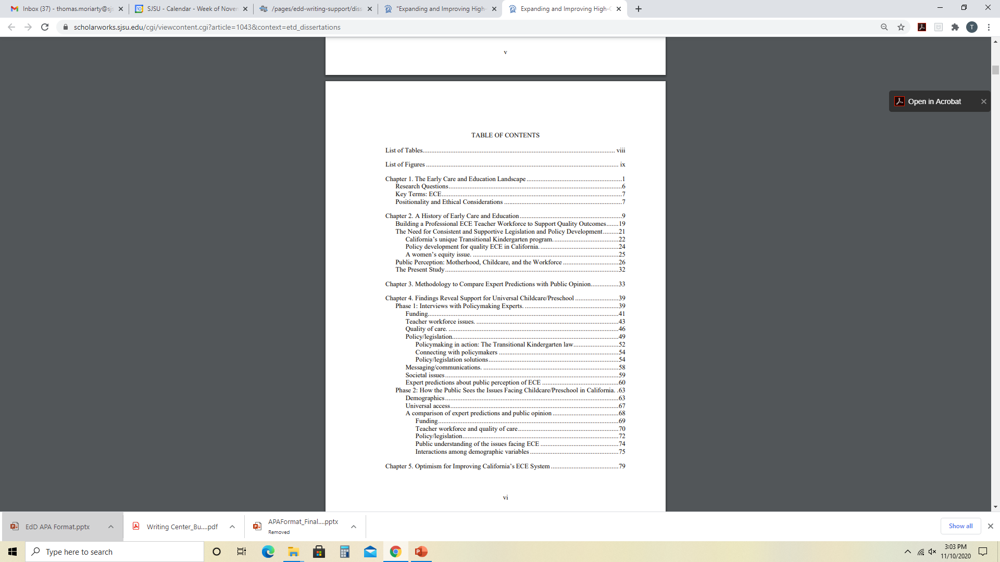 Inbox (37) - thomas.moriarty@sjs
SJSU - Calendar - Week of Nover
/pages/edd-writing-support/diss
"Expanding and Improving High-
Expanding and Improving High-C
scholarworks.sjsu.edu/cgi/viewcontent.cgi?article=1043&context=etd_dissertations
T
v
Open in Acrobat
TABLE OF CONTENTS
List of Tables.......... viii
List of Figures .......... ix
Chapter 1. The Early Care and Education Landscape ..........1
Research Questions..........6
Key Terms: ECE..........7
Positionality and Ethical Considerations ..........7
Chapter 2. A History of Early Care and Education..........9
Building a Professional ECE Teacher Workforce to Support Quality Outcomes.......19
The Need for Consistent and Supportive Legislation and Policy Development.........21
California's unique Transitional Kindergarten program...........22
Policy development for quality ECE in California...........24
A women's equity issue. ..........25
Public Perception: Motherhood, Childcare, and the Workforce ..........26
The Present Study..........32
Chapter 3. Methodology to Compare Expert Predictions with Public Opinion..........33
Chapter 4. Findings Reveal Support for Universal Childcare/Preschool ..........39
Phase 1: Interviews with Policymaking Experts. ..........39
Funding..........41
Teacher workforce issues. ..........43
Quality of care. ..........46
Policy/legislation..........49
Policymaking in action: The Transitional Kindergarten law..........52
Connecting with policymakers ..........54
Policy/legislation solutions..........54
Messaging/communications. ..........58
Societal issues..........59
Expert predictions about public perception of ECE ..........60
Phase 2: How the Public Sees the Issues Facing Childcare/Preschool in California. .63
Demographics..........63
Universal access..........67
A comparison of expert predictions and public opinion ..........68
Funding..........69
Teacher workforce and quality of care..........70
Policy/legislation..........72
Public understanding of the issues facing ECE ..........74
Interactions among demographic variables ..........75
Chapter 5. Optimism for Improving California's ECE System ..........79
vi
EdD APA Format.pptx
Writing Center_Bu....pdf
APAFormat_Final....pptx
Removed
Show all
Type here to search
3:03 PM
11/10/2020